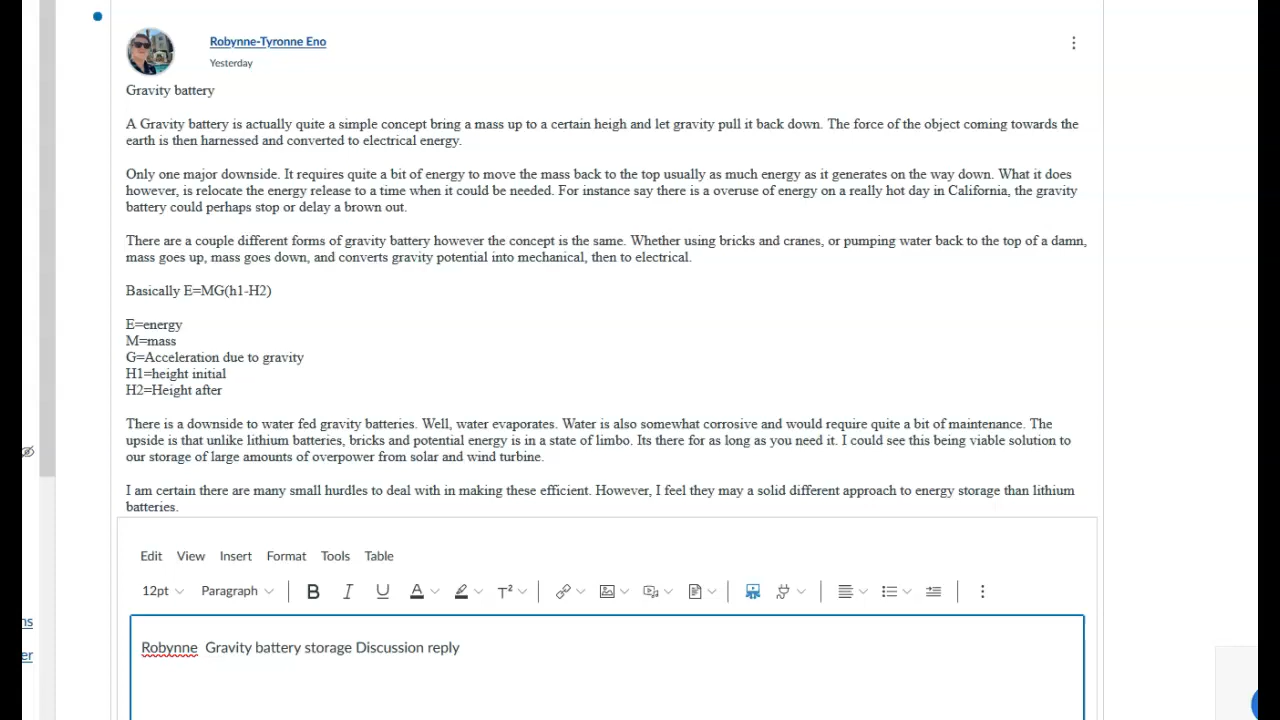 Robynne-Tyronne Eno
Yesterday
Gravity battery
A Gravity battery is actually quite a simple concept bring a mass up to a certain heigh and let gravity pull it back down. The force of the object coming towards the
earth is then harnessed and converted to electrical energy.
Only one major downside. It requires quite a bit of energy to move the mass back to the top usually as much energy as it generates on the way down. What it does
however, is relocate the energy release to a time when it could be needed. For instance say there is a overuse of energy on a really hot day in California, the gravity
battery could perhaps stop or delay a brown out.
There are a couple different forms of gravity battery however the concept is the same. Whether using bricks and cranes, or pumping water back to the top of a damn,
mass goes up, mass goes down, and converts gravity potential into mechanical, then to electrical.
Basically E=MG(h1-H2)
E=energy
M=mass
G=Acceleration due to gravity
H1=height initial
H2=Height after
There is a downside to water fed gravity batteries. Well, water evaporates. Water is also somewhat corrosive and would require quite a bit of maintenance. The
upside is that unlike lithium batteries, bricks and potential energy is in a state of limbo. Its there for as long as you need it. I could see this being viable solution to
our storage of large amounts of overpower from solar and wind turbine.
I am certain there are many small hurdles to deal with in making these efficient. However, I feel they may a solid different approach to energy storage than lithium
batteries.
Edit View Insert Format Tools Table
12pt Paragraph B I U A T²
ns
Robynne Gravity battery storage Discussion reply
er